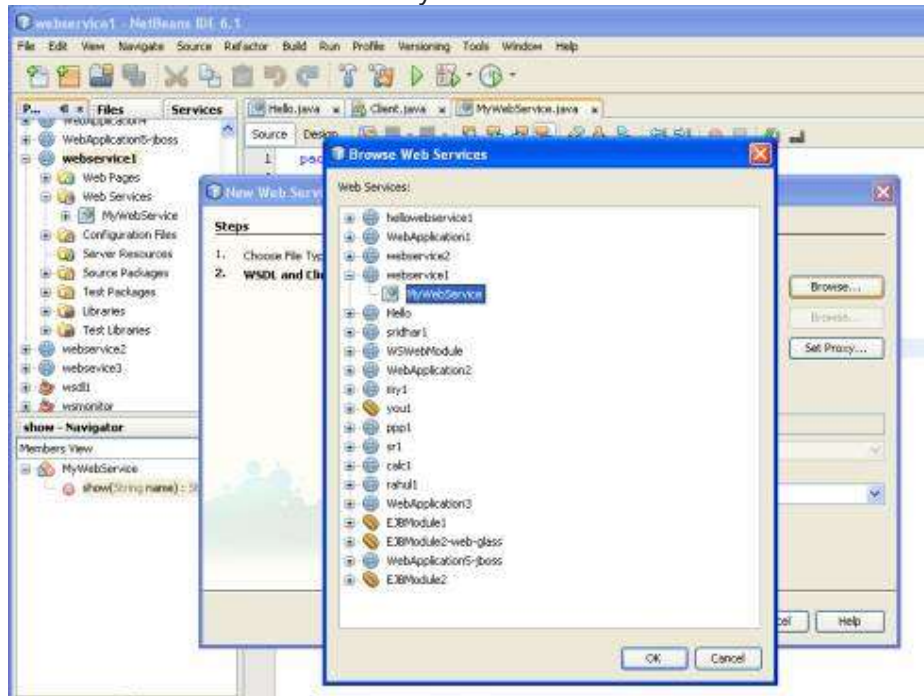 webservice1 - NetBeans IDE 6.1
File Edit View Navigate Source Refactor Build Run Profile Versioning Tools Window Help
P... Files Services
Hello.java Client.java MyWebService.java
Source Design
WebApplication4
WebApplication5-jboss
webservice1
Web Pages
Web Services
MyWebService
Configuration Files
Server Resources
Source Packages
Test Packages
Libraries
Test Libraries
webservice2
websevice3
wsdl1
wsmonitor
show - Navigator
Members View
MyWebService
show(String name) :
1
New Web Serv
Steps
1. Choose File Typ
2. WSDL and Clie
Browse...
Browse...
Set Proxy...
Help
Browse Web Services
Web Services:
hellowebservice1
WebApplication1
webservice2
webservice1
MyWebService
Hello
sridhar1
WSWebModule
WebApplication2
my1
you1
ppp1
sr1
calc1
rahul1
WebApplication3
EJBModule1
EJBModule2-web-glass
WebApplication5-jboss
EJBModule2
OK Cancel